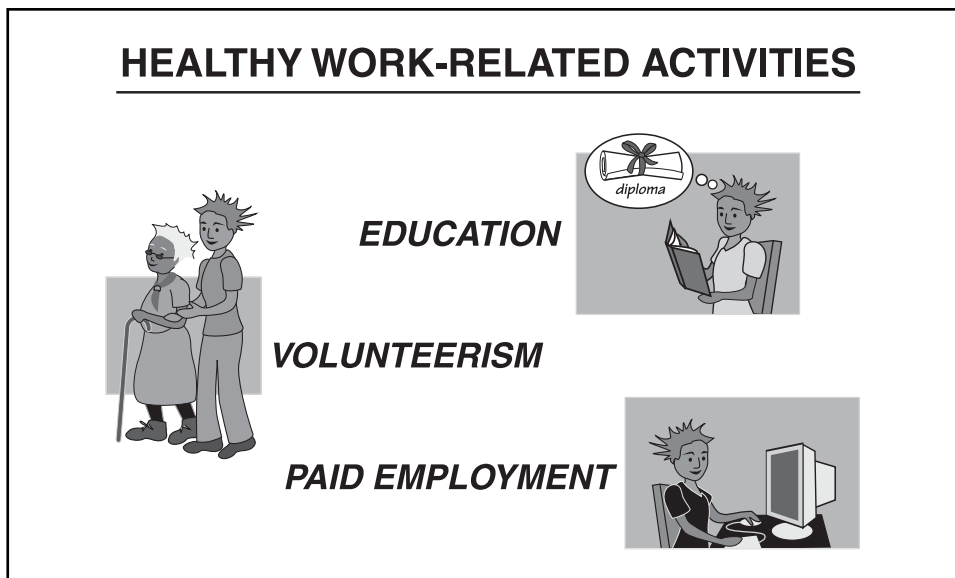 HEALTHY WORK-RELATED ACTIVITIES
diploma
EDUCATION
VOLUNTEERISM
PAID EMPLOYMENT